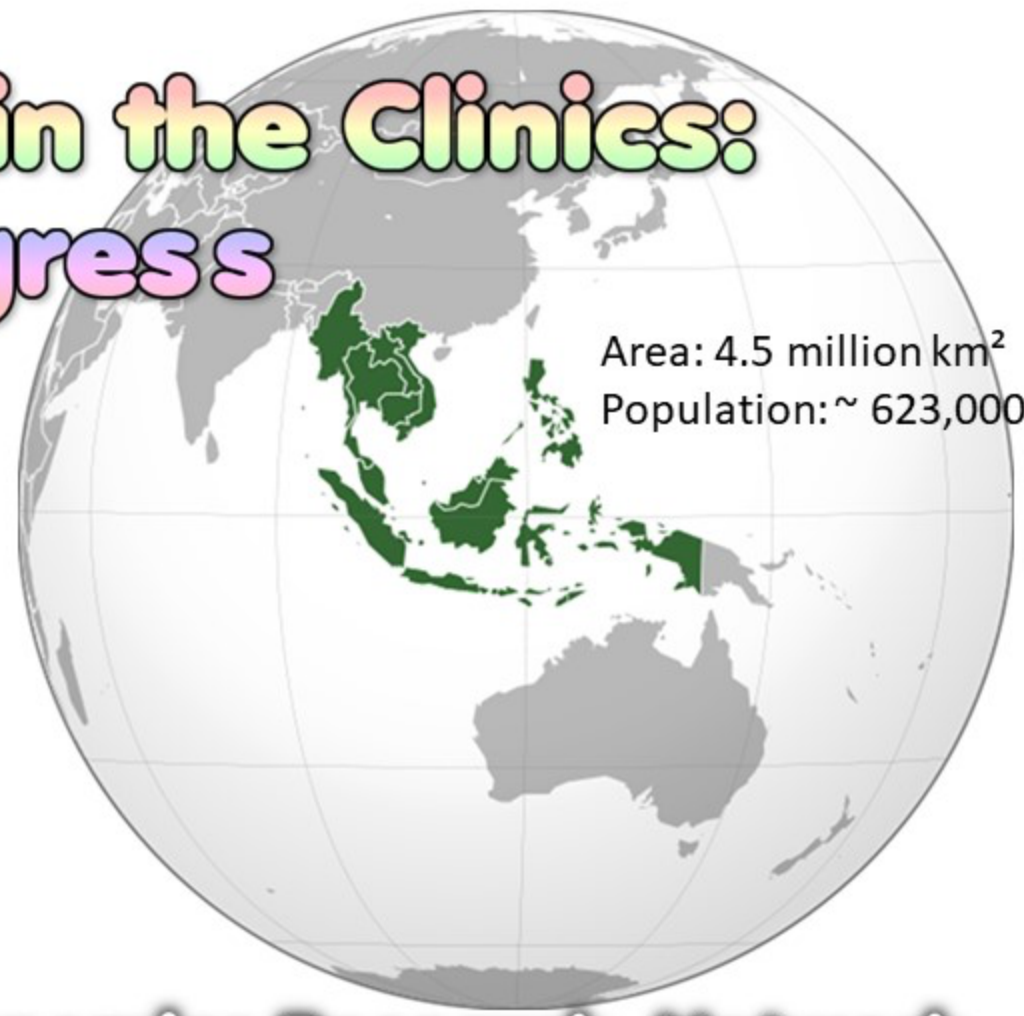 in the Clinics:
gress
Area: 4.5 million km²
Population: ~ 623,000